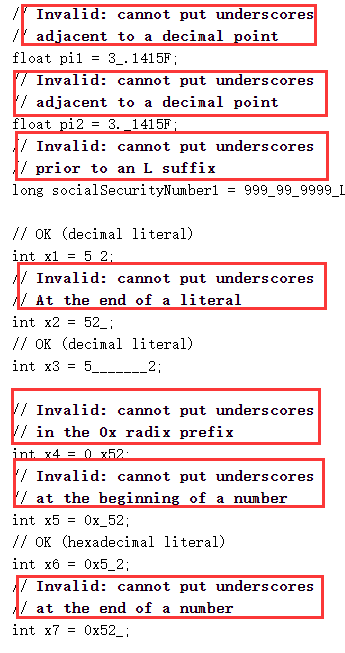 // Invalid: cannot put underscores
// adjacent to a decimal point
float pi1 = 3_.1415F;
// Invalid: cannot put underscores
// adjacent to a decimal point
float pi2 = 3._1415F;
// Invalid: cannot put underscores
// prior to an L suffix
long socialSecurityNumber1 = 999_99_9999_L
// OK (decimal literal)
int x1 = 5_2;
// Invalid: cannot put underscores
// At the end of a literal
int x2 = 52_;
// OK (decimal literal)
int x3 = 5_______2;
// Invalid: cannot put underscores
// in the 0x radix prefix
int x4 = 0_x52;
// Invalid: cannot put underscores
// at the beginning of a number
int x5 = 0x_52;
// OK (hexadecimal literal)
int x6 = 0x5_2;
// Invalid: cannot put underscores
// at the end of a number
int x7 = 0x52_;